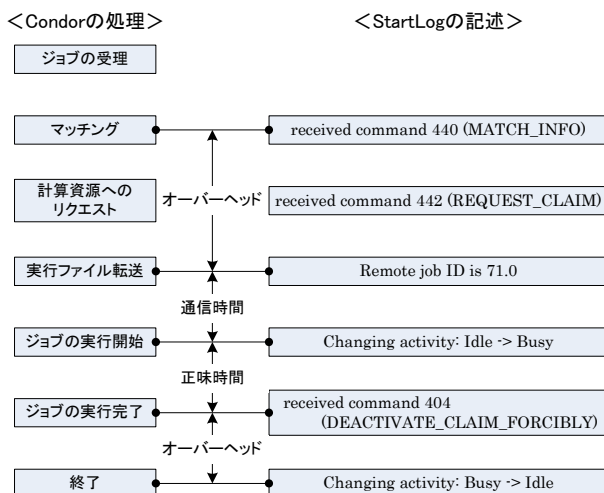 ＜Condorの処理＞
＜StartLogの記述＞
ジョブの受理
マッチング
received command 440 (MATCH_INFO)
計算資源への
リクエスト
オーバーヘッド
received command 442 (REQUEST_CLAIM)
実行ファイル転送
Remote job ID is 71.0
通信時間
ジョブの実行開始
Changing activity: Idle -> Busy
正味時間
ジョブの実行完了
received command 404
(DEACTIVATE_CLAIM_FORCIBLY)
オーバーヘッド
終了
Changing activity: Busy -> Idle